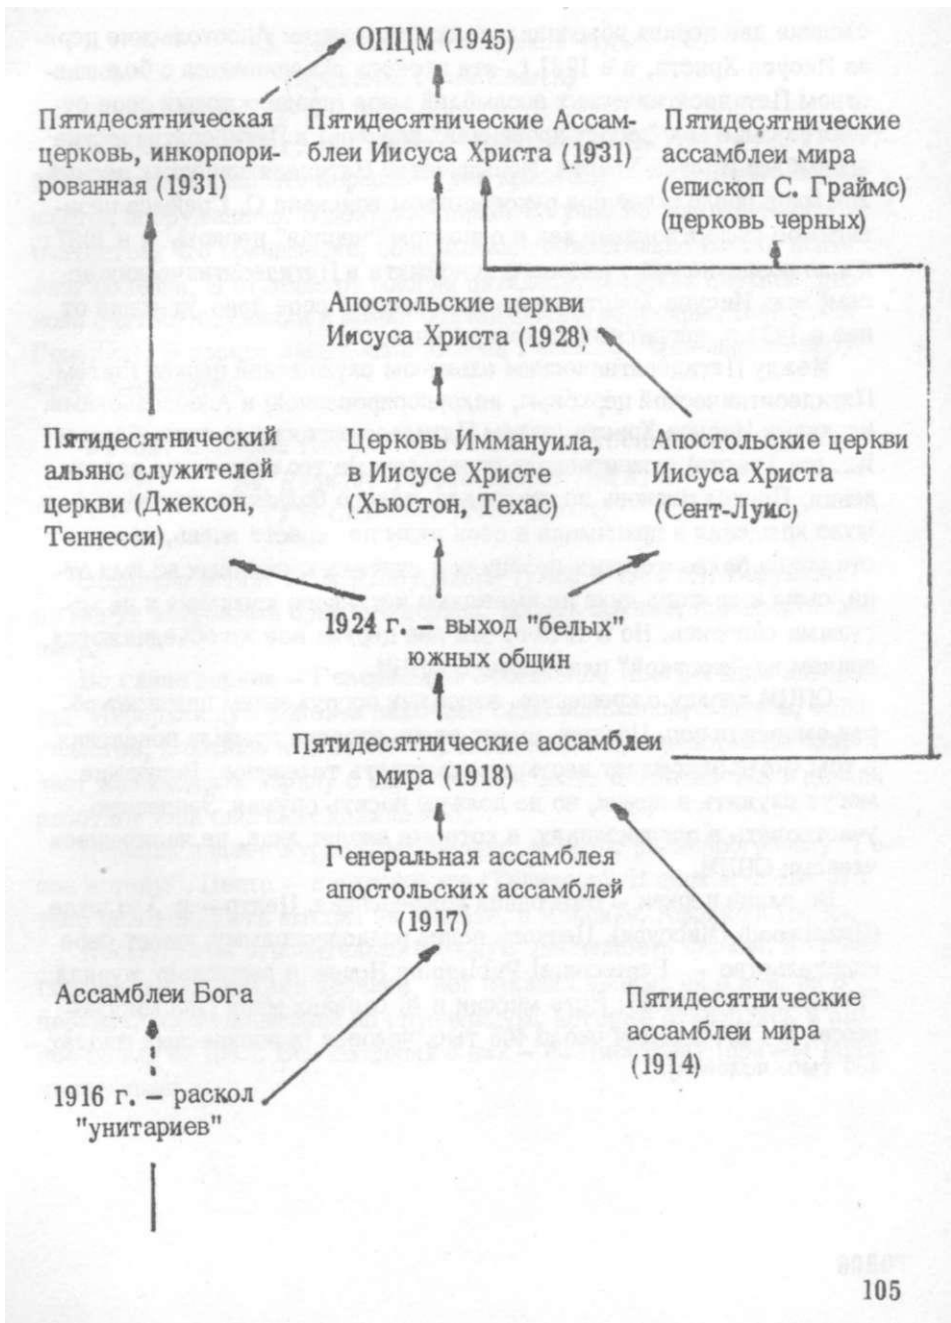 ОПЦМ (1945)
Пятидесятническая
церковь, инкорпори-
рованная (1931)
Пятидесятнические Ассам-
блеи Иисуса Христа (1931)
Пятидесятнические
ассамблеи мира
(епископ С. Граймс)
(церковь, черных)
Апостольские церкви
Иисуса Христа (1928)
Пятидесятнический
альянс служителей
церкви (Джексон,
Теннесси)
Церковь Иммануила,
в Иисусе Христе
(Хьюстон, Техас)
Апостольские церкви
Иисуса Христа
(Сент-Луис)
1924 г. – выход "белых"
южных общин
Пятидесятнические ассамблеи
мира (1918)
Генеральная ассамблея
апостольских ассамблей
(1917)
Ассамблеи Бога
Пятидесятнические
ассамблеи мира
(1914)
1916 г. – раскол
"унитариев"
105